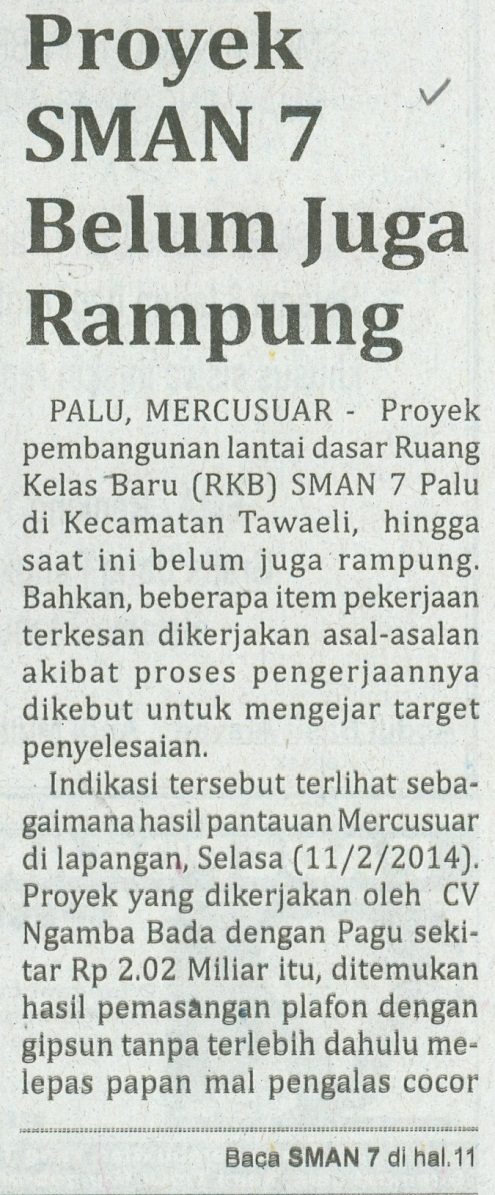 Proyek
SMAN 7
Belum Juga
Rampung
PALU, MERCUSUAR - Proyek
pembangunan lantai dasar Ruang
Kelas Baru (RKB) SMAN 7 Palu
di Kecamatan Tawaeli, hingga
saat ini belum juga rampung.
Bahkan, beberapa item pekerjaan
terkesan dikerjakan asal-asalan
akibat proses pengerjaannya
dikebut untuk mengejar target
penyelesaian.
Indikasi tersebut terlihat seba-
gaimana hasil pantauan Mercusuar
di lapangan, Selasa (11/2/2014).
Proyek yang dikerjakan oleh CV
Ngamba Bada dengan Pagu seki-
tar Rp 2.02 Miliar itu, ditemukan
hasil pemasangan plafon dengan
gipsun tanpa terlebih dahulu me-
lepas papan mal pengalas cocor
Baca SMAN 7 di hal.11